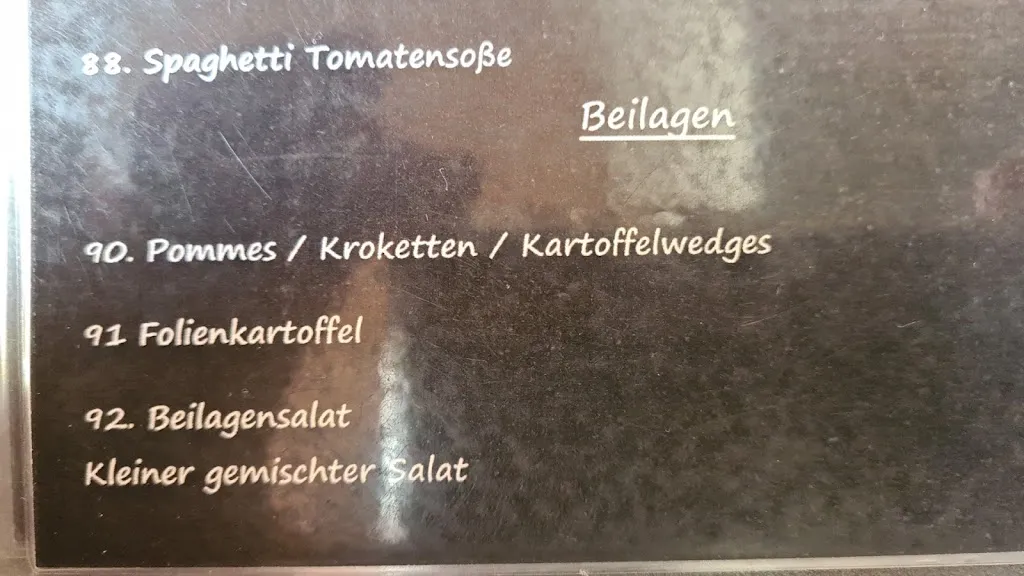 88. Spaghetti Tomatensoße
Beilagen
90. Pommes / Kroketten / Kartoffelwedges
91 Folienkartoffel
92. Beilagensalat
Kleiner gemischter Salat